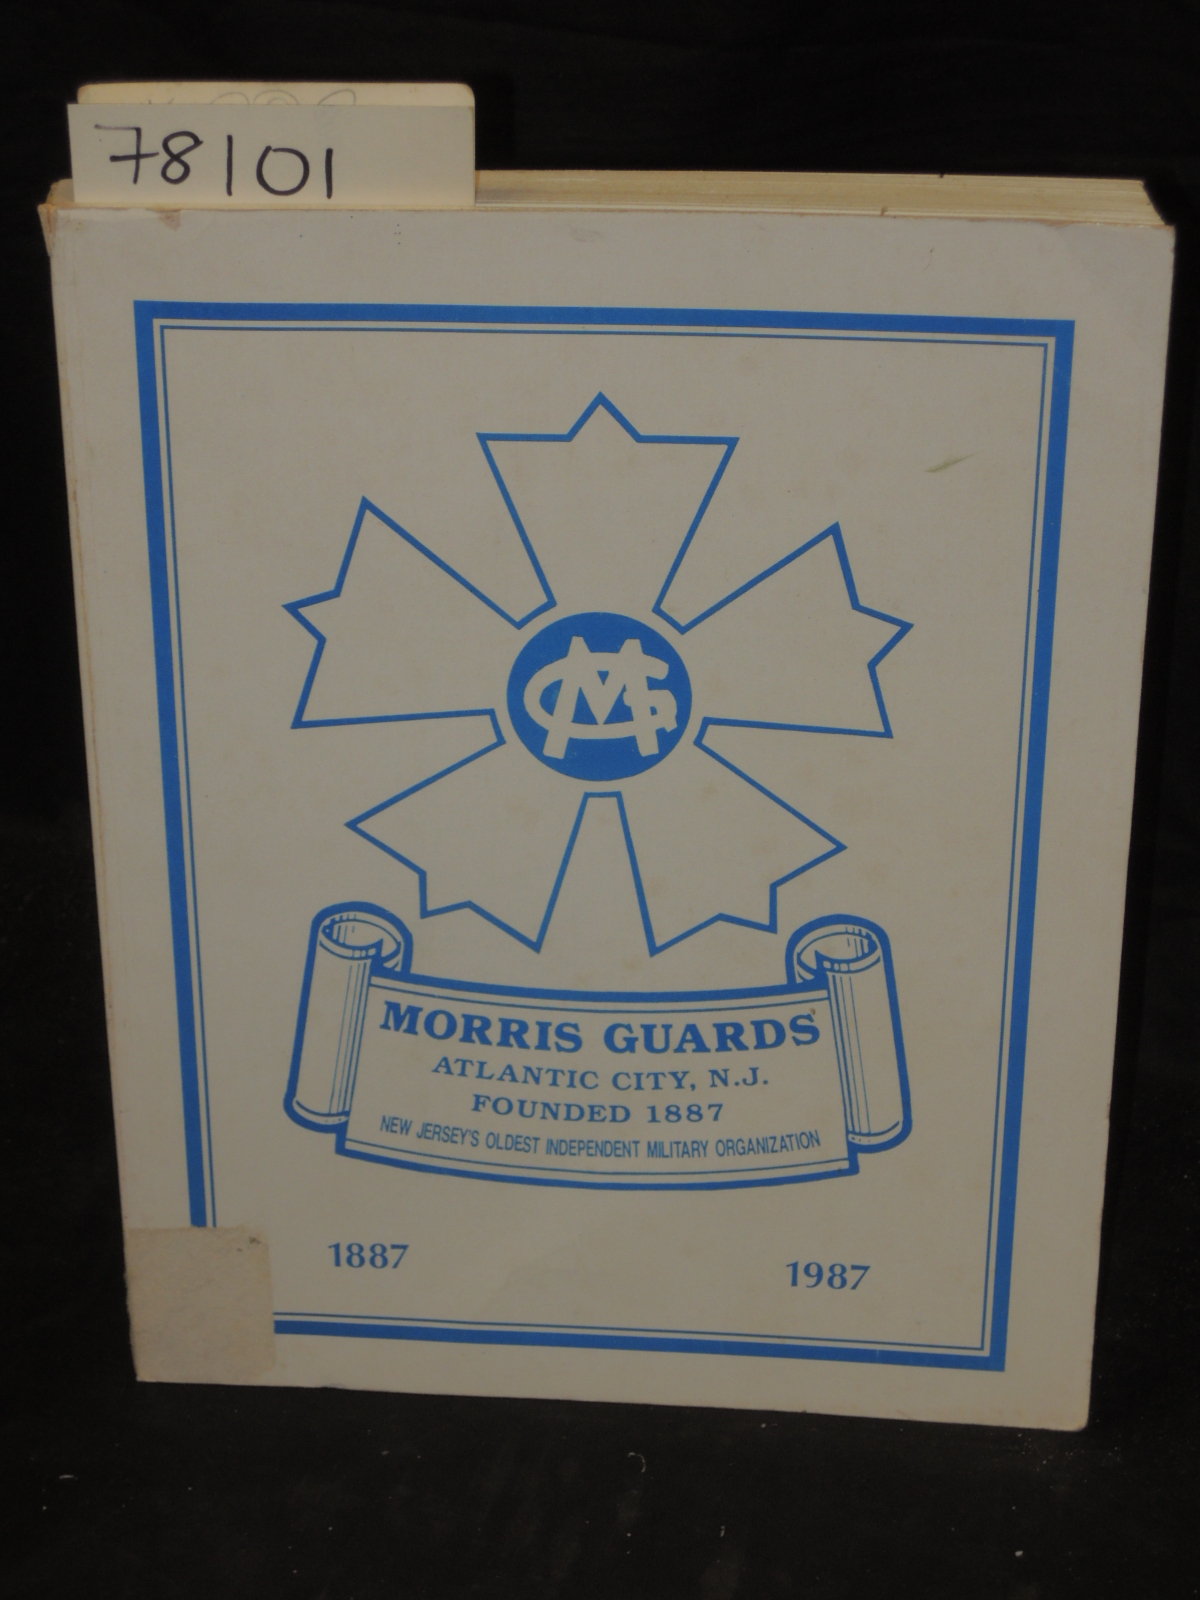 78101
MG
MORRIS GUARDS
ATLANTIC CITY, N.J.
FOUNDED 1887
NEW JERSEY'S OLDEST INDEPENDENT MILITARY ORGANIZATION
1887 1987